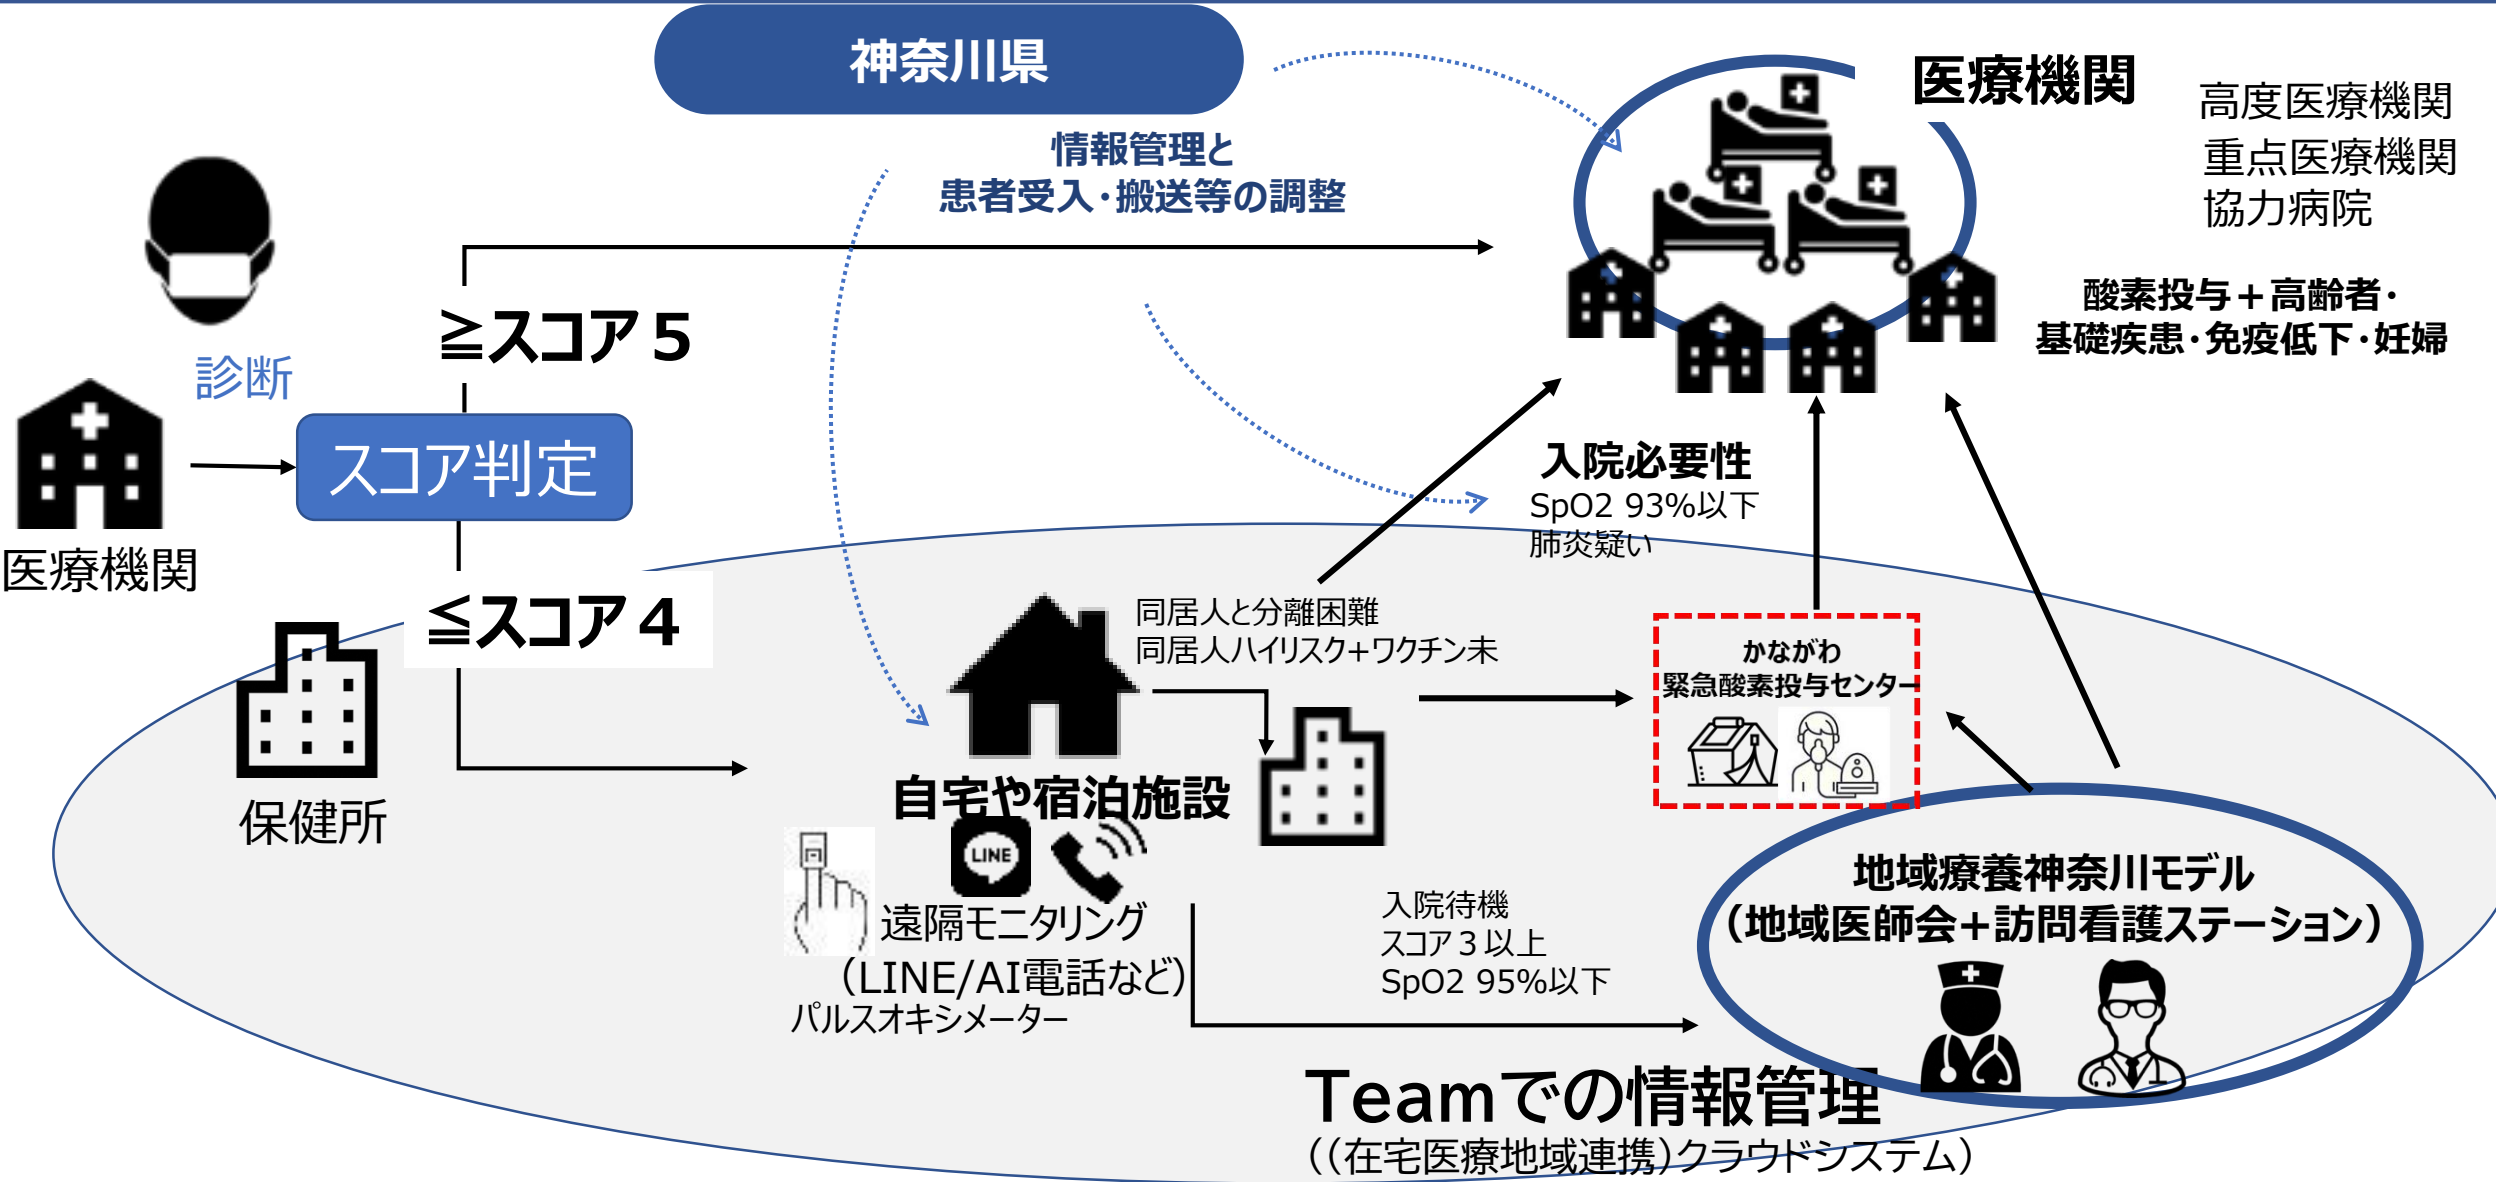 神奈川県
情報管理と
患者受入・搬送等の調整
医療機関
高度医療機関
重点医療機関
協力病院
酸素投与＋高齢者・
基礎疾患・免疫低下・妊婦
診断
≧スコア５
スコア判定
医療機関
≦スコア４
保健所
入院必要性
SpO2 93%以下
肺炎疑い
同居人と分離困難
同居人ハイリスク+ワクチン未
かながわ
緊急酸素投与センター
自宅や宿泊施設
LINE
遠隔モニタリング
（LINE/AI電話など）
パルスオキシメーター
入院待機
スコア３以上
SpO2 95%以下
地域療養神奈川モデル
（地域医師会+訪問看護ステーション）
Teamでの情報管理
（（在宅医療地域連携）クラウドシステム）